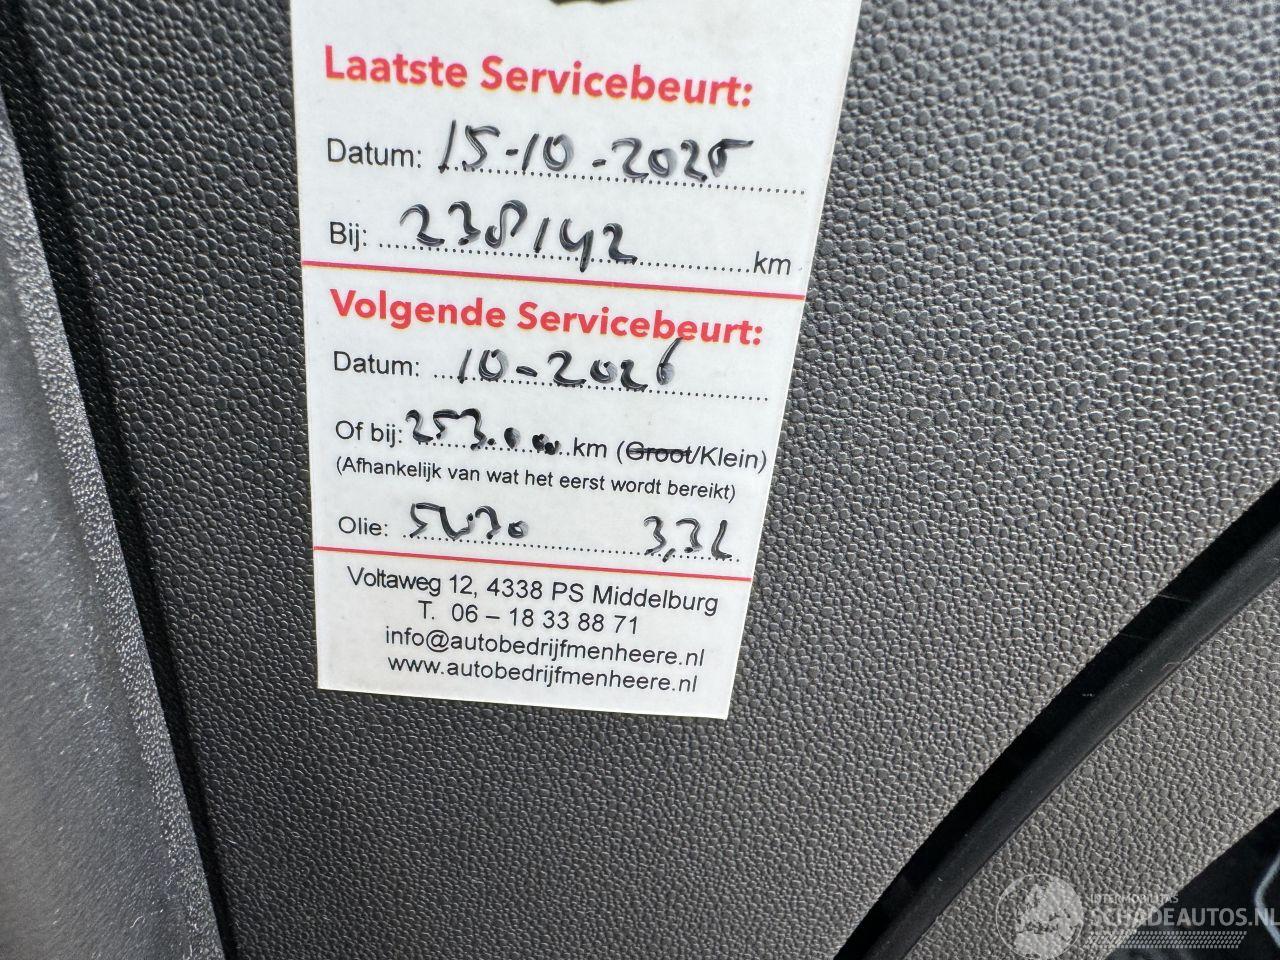 Laatste Servicebeurt:
Datum: 15-10-2025
Bij: 238142 km
Volgende Servicebeurt:
Datum: 10-2026
Of bij: 253.000 km (Groot/Klein)
(Afhankelijk van wat het eerst wordt bereikt)
Olie: 5W30 3,3L
Voltaweg 12, 4338 PS Middelburg
T. 06 – 18 33 88 71
info@autobedrijfmenheere.nl
www.autobedrijfmenheere.nl
INTERMOBILITAS
SCHADEAUTOS.NL